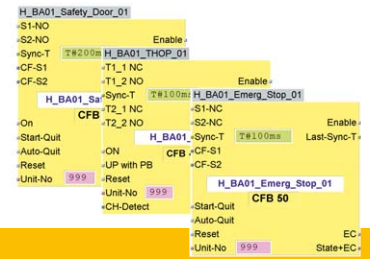 H_BA01_Safety_Door_01
S1-NO
S2-NO Enable
Sync-T T#200m
CF-S1
CF-S2
H_BA01_Sa
CFB
On
Start-Quit
Auto-Quit
Reset
Unit-No 999
H_BA01_THOP_01
T1_1 NC
T1_2 NO Enable
Sync-T T#100ms
T2_1 NC
T2_2 NO
H_BA01_
CFB
ON
UP with PB
Reset
Unit-No 999
CH-Detect
H_BA01_Emerg_Stop_01
S1-NC
S2-NC Enable
Sync-T T#100ms Last-Sync-T
CF-S1
CF-S2
H_BA01_Emerg_Stop_01
CFB 50
Start-Quit
Auto-Quit
Reset EC
Unit-No 999 State+EC